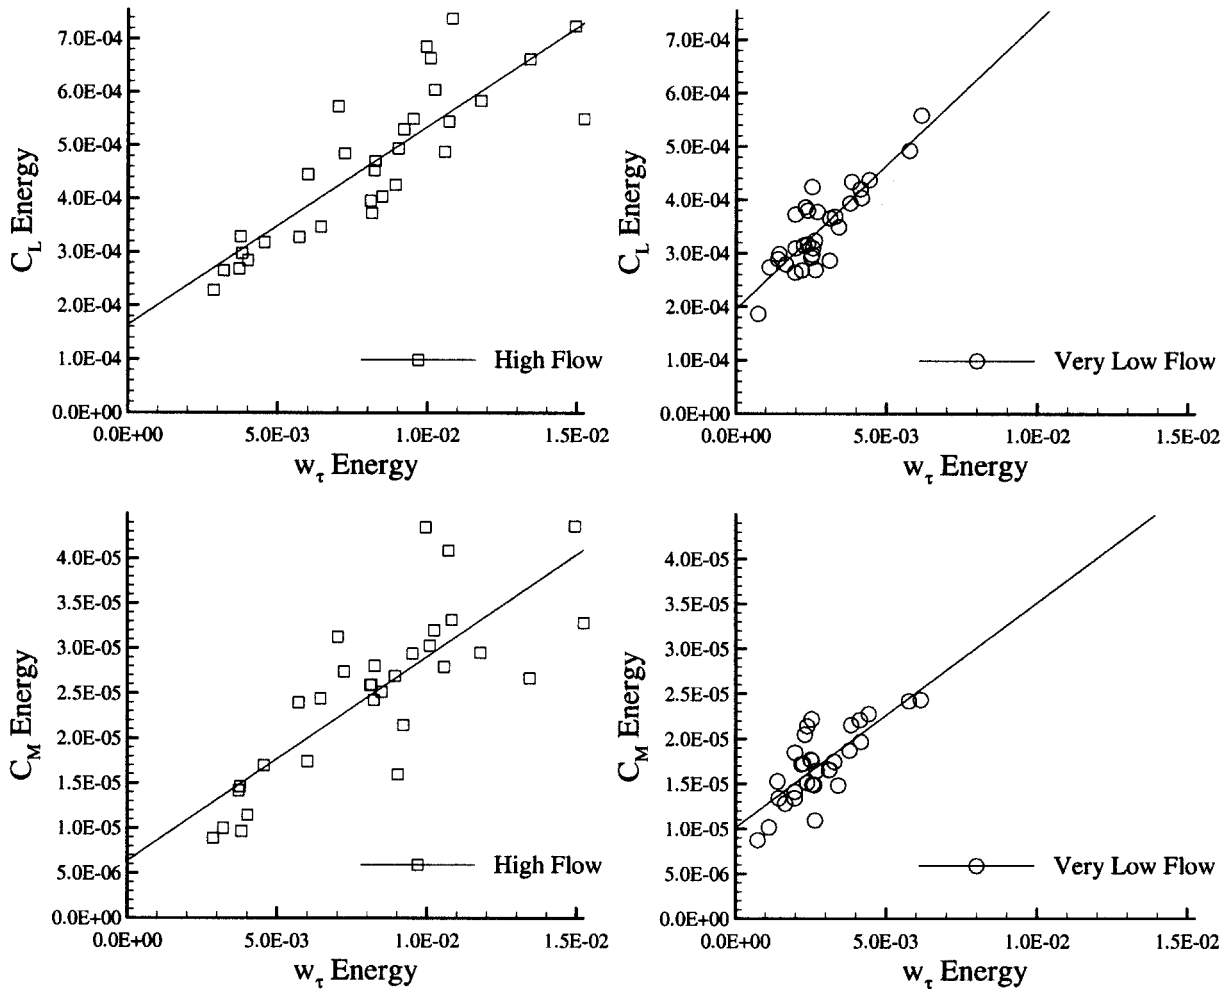 7.0E-04
6.0E-04
5.0E-04
4.0E-04
3.0E-04
2.0E-04
1.0E-04
0.0E+00
C_L Energy
High Flow
0.0E+00 5.0E-03 1.0E-02 1.5E-02
w_τ Energy
7.0E-04
6.0E-04
5.0E-04
4.0E-04
3.0E-04
2.0E-04
1.0E-04
0.0E+00
C_L Energy
Very Low Flow
0.0E+00 5.0E-03 1.0E-02 1.5E-02
w_τ Energy
4.0E-05
3.5E-05
3.0E-05
2.5E-05
2.0E-05
1.5E-05
1.0E-05
5.0E-06
0.0E+00
C_M Energy
High Flow
0.0E+00 5.0E-03 1.0E-02 1.5E-02
w_τ Energy
4.0E-05
3.5E-05
3.0E-05
2.5E-05
2.0E-05
1.5E-05
1.0E-05
5.0E-06
0.0E+00
C_M Energy
Very Low Flow
0.0E+00 5.0E-03 1.0E-02 1.5E-02
w_τ Energy